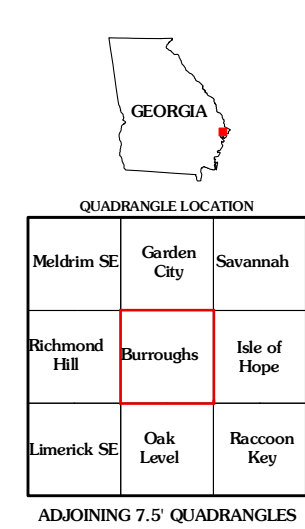 GEORGIA
QUADRANGLE LOCATION
Meldrim SE
Garden
City
Savannah
Richmond
Hill
Burroughs
Isle of
Hope
Limerick SE
Oak
Level
Raccoon
Key
ADJOINING 7.5' QUADRANGLES